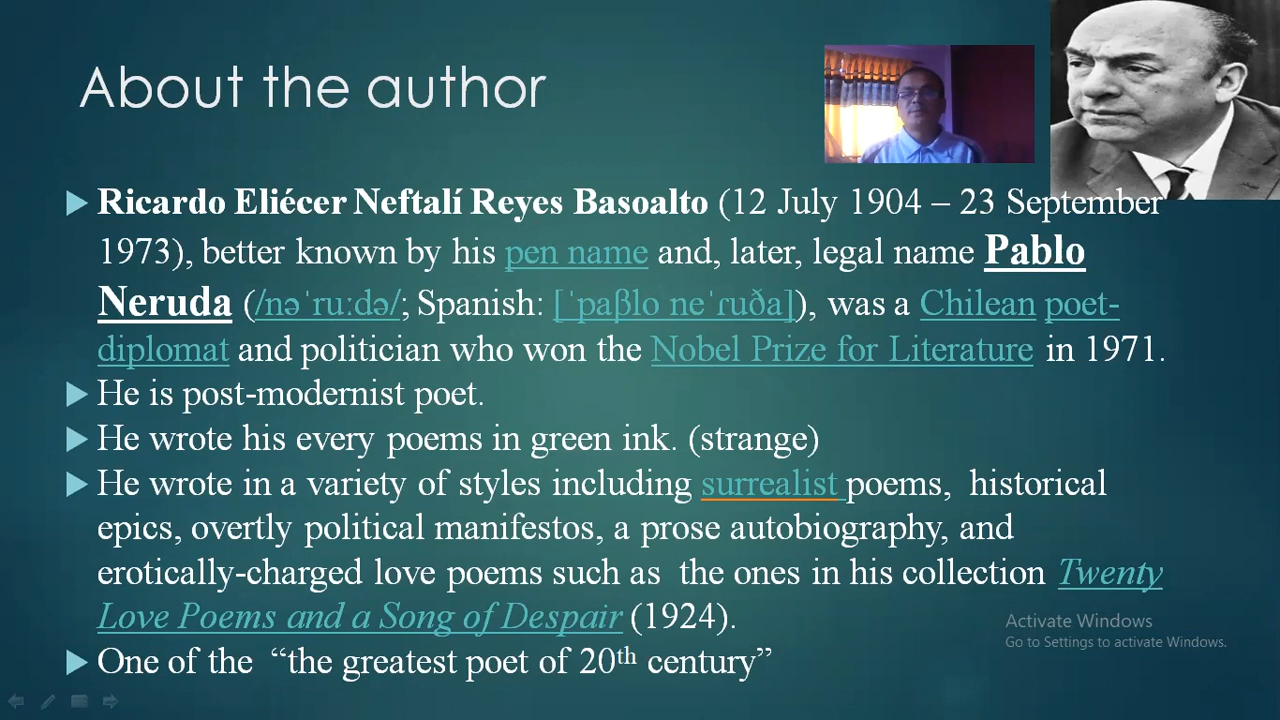 About the author
Ricardo Eliécer Neftalí Reyes Basoalto (12 July 1904 – 23 September
1973), better known by his pen name and, later, legal name Pablo
Neruda (/nəˈruːdə/; Spanish: [ˈpaβlo neˈɾuða]), was a Chilean poet-
diplomat and politician who won the Nobel Prize for Literature in 1971.
He is post-modernist poet.
He wrote his every poems in green ink. (strange)
He wrote in a variety of styles including surrealist poems, historical
epics, overtly political manifestos, a prose autobiography, and
erotically-charged love poems such as the ones in his collection Twenty
Love Poems and a Song of Despair (1924).
One of the “the greatest poet of 20th century”
Activate Windows
Go to Settings to activate Windows.